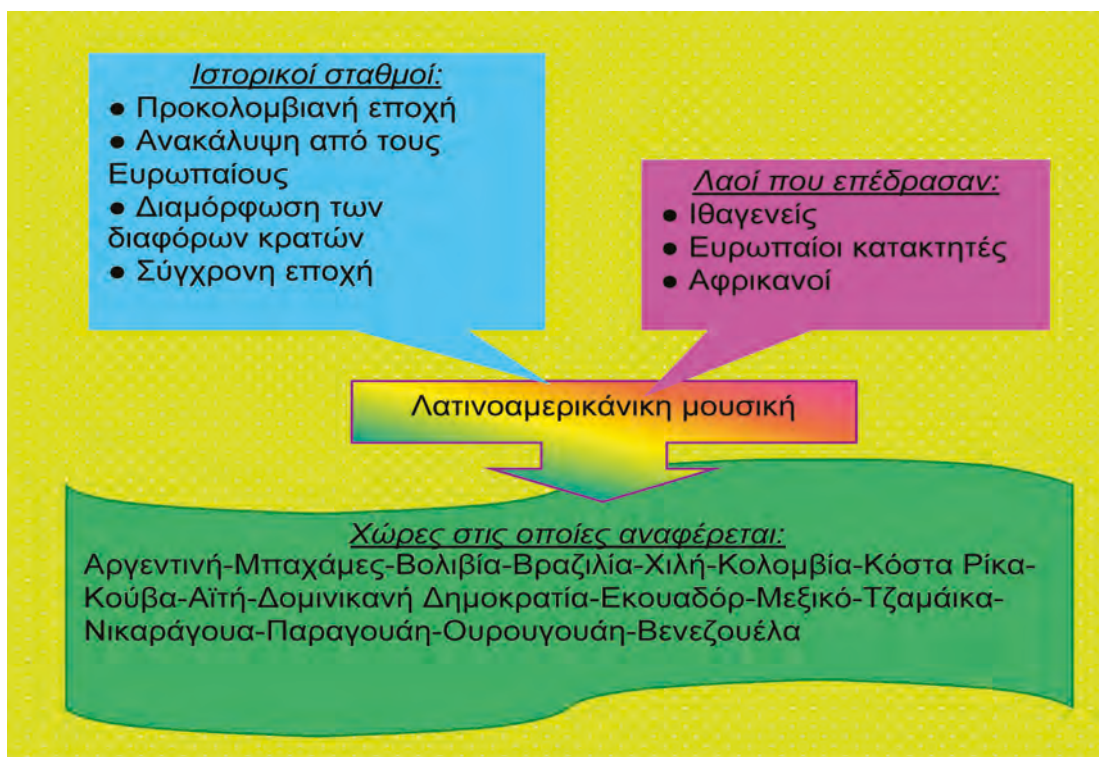 Ιστορικοί σταθμοί:
● Προκολομβιανή εποχή
● Ανακάλυψη από τους
Ευρωπαίους
● Διαμόρφωση των
διαφόρων κρατών
● Σύγχρονη εποχή
Λαοί που επέδρασαν:
● Ιθαγενείς
● Ευρωπαίοι κατακτητές
● Αφρικανοί
Λατινοαμερικάνικη μουσική
Χώρες στις οποίες αναφέρεται:
Αργεντινή-Μπαχάμες-Βολιβία-Βραζιλία-Χιλή-Κολομβία-Κόστα Ρίκα-
Κούβα-Αϊτή-Δομινικανή Δημοκρατία-Εκουαδόρ-Μεξικό-Τζαμάικα-
Νικαράγουα-Παραγουάη-Ουρουγουάη-Βενεζουέλα